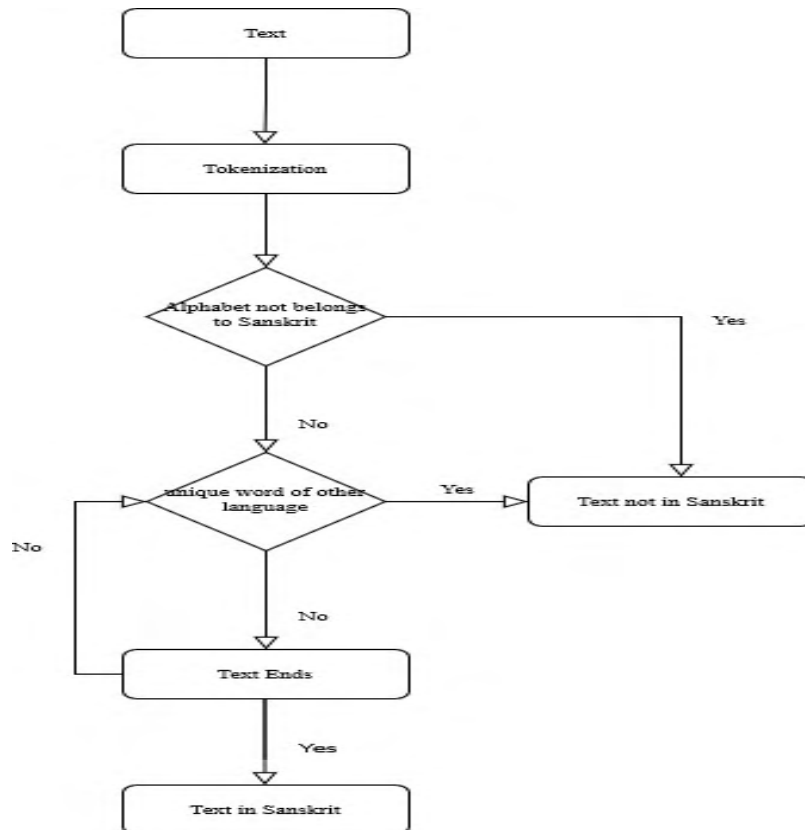 Text
Tokenization
Alphabet not belongs
to Sanskrit
Yes
No
unique word of other
language
Yes
Text not in Sanskrit
No
No
Text Ends
Yes
Text in Sanskrit